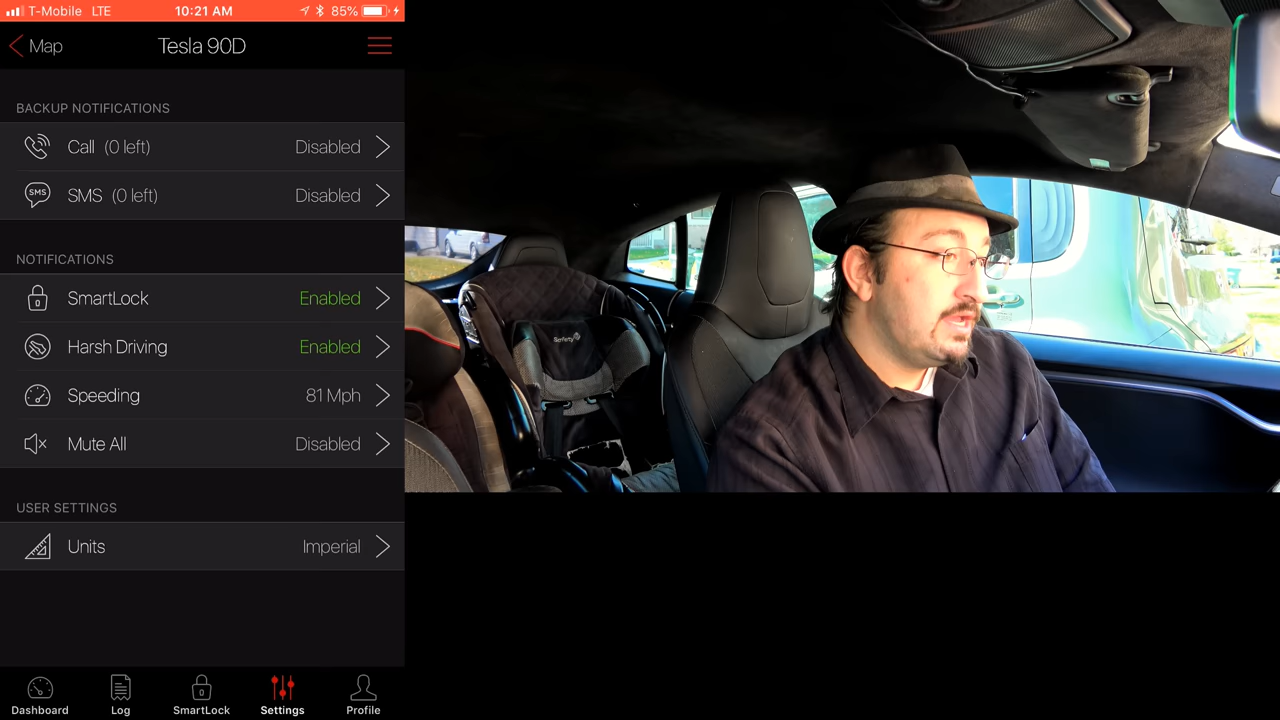 T-Mobile LTE 10:21 AM 85%
Map Tesla 90D
BACKUP NOTIFICATIONS
Call (0 left) Disabled
SMS
SMS (0 left) Disabled
NOTIFICATIONS
SmartLock Enabled
Harsh Driving Enabled
Speeding 81 Mph
Mute All Disabled
USER SETTINGS
Units Imperial
Dashboard Log SmartLock Settings Profile
Safety